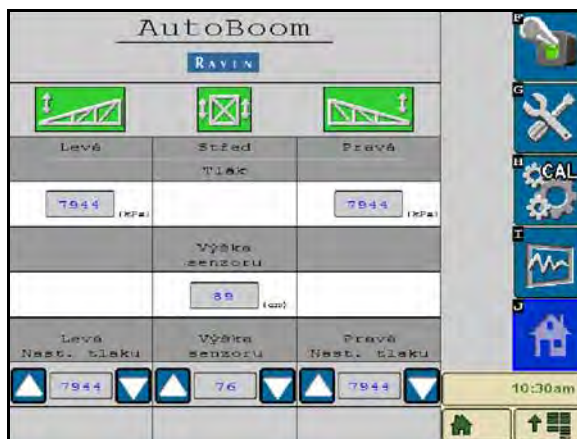 AutoBoom
RAVEN
Levá Střed Pravá
Tlak
7944 (kPa) 7944 (kPa)
Výška
senzoru
89 (cm)
Levá Výška Pravá
Nast. tlaku senzoru Nast. tlaku
7944 76 7944
F
G
H
CAL
I
J
10:30am